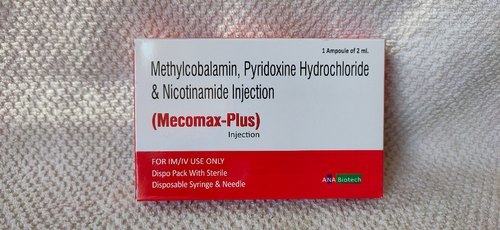 1 Ampoule of 2 ml.
Methylcobalamin, Pyridoxine Hydrochloride
& Nicotinamide Injection
(Mecomax-Plus)
Injection
FOR IM/IV USE ONLY
Dispo Pack With Sterile
Disposable Syringe & Needle
ANA Biotech